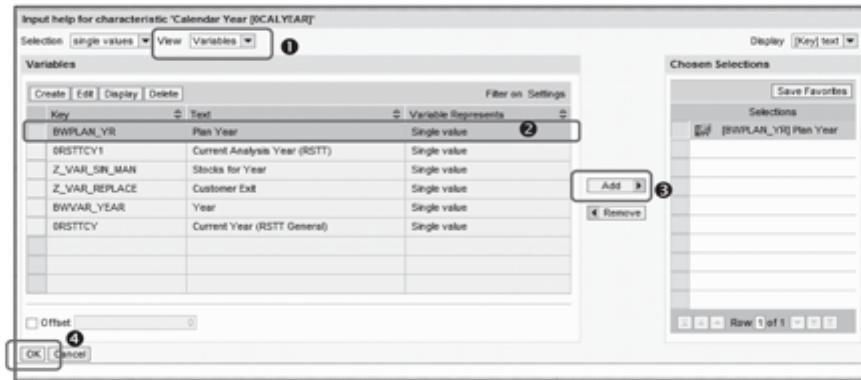 Input help for characteristic 'Calendar Year [0CALYEAR]'
Selection single values View Variables ❶ Display [Key] text
Variables Chosen Selections
Create Edit Display Delete Filter on Settings Save Favorites
Key Text Variable Represents Selections
BWPLAN_YR Plan Year Single value ❷ [BWPLAN_YR] Plan Year
0RSTTCY1 Current Analysis Year (RSTT) Single value
Z_VAR_SIN_MAN Stocks for Year Single value Add ❸
Z_VAR_REPLACE Customer Exit Single value
BWVAR_YEAR Year Single value Remove
0RSTTCY Current Year (RSTT General) Single value
Offset 0 Row 1 of 1
❹
OK Cancel